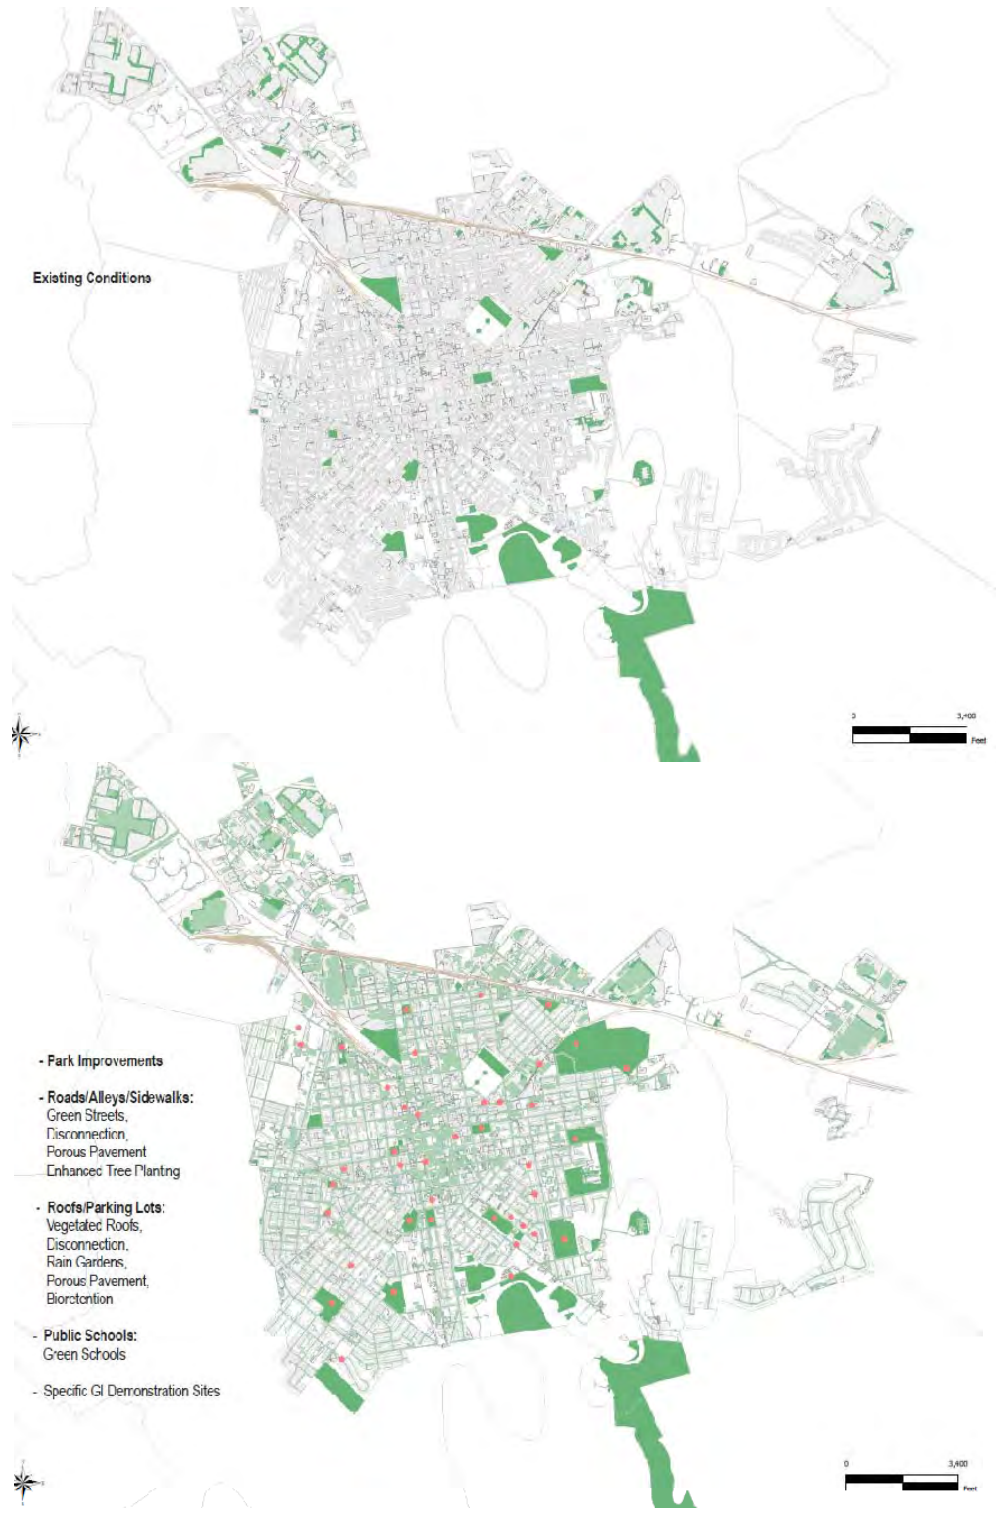 Existing Conditions
0 3,400
Feet
- Park Improvements
- Roads/Alleys/Sidewalks:
Green Streets,
Disconnection,
Porous Pavement
Enhanced Tree Planting
- Roofs/Parking Lots:
Vegetated Roofs,
Disconnection,
Rain Gardens,
Porous Pavement,
Bioretention
- Public Schools:
Green Schools
- Specific GI Demonstration Sites
0 3,400
Feet